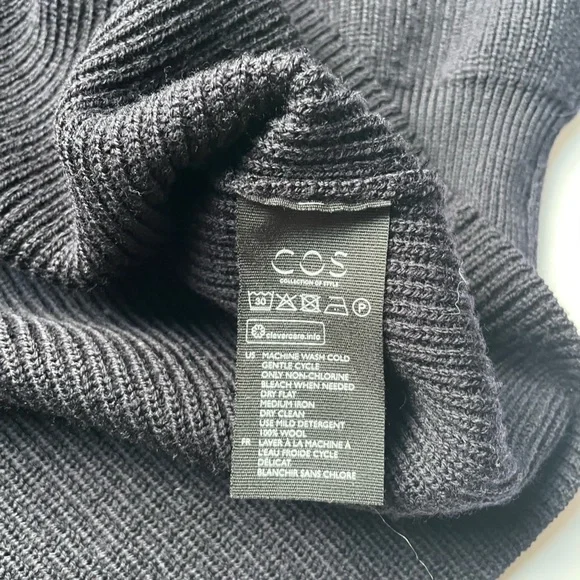 COS
COLLECTION OF STYLE
30 P
clevercare.info
US MACHINE WASH COLD
GENTLE CYCLE
ONLY NON-CHLORINE
BLEACH WHEN NEEDED
DRY FLAT
MEDIUM IRON
DRY CLEAN
USE MILD DETERGENT
100% WOOL
FR LAVER À LA MACHINE À
L'EAU FROIDE CYCLE
DELICAT
BLANCHIR SANS CHLORE